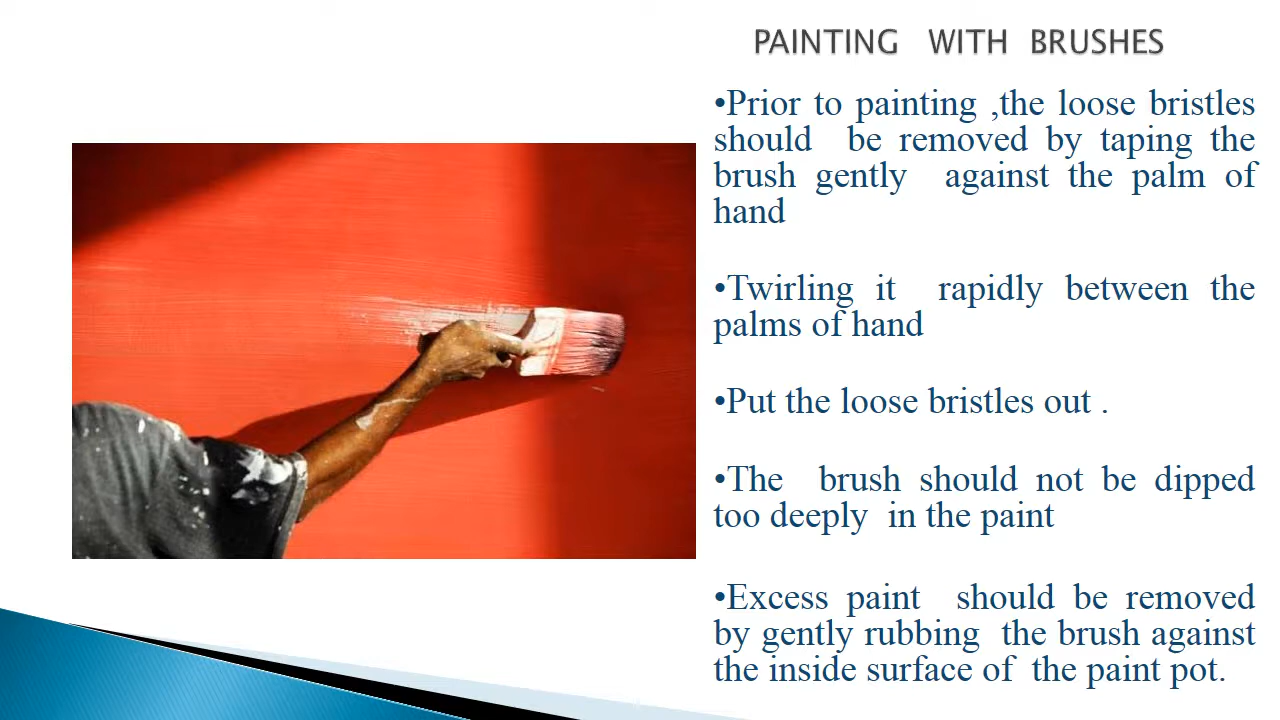 PAINTING WITH BRUSHES
•Prior to painting ,the loose bristles
should be removed by taping the
brush gently against the palm of
hand
•Twirling it rapidly between the
palms of hand
•Put the loose bristles out .
•The brush should not be dipped
too deeply in the paint
•Excess paint should be removed
by gently rubbing the brush against
the inside surface of the paint pot.